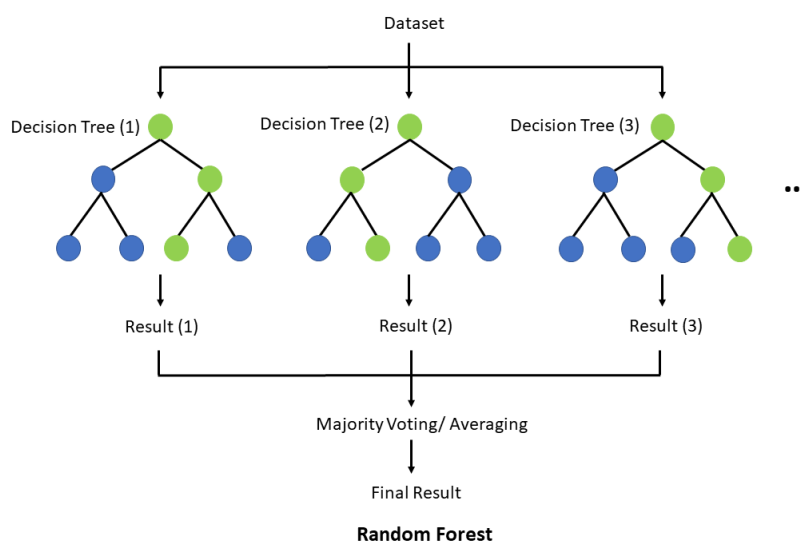 Dataset
Decision Tree (1)
Decision Tree (2)
Decision Tree (3)
..
Result (1)
Result (2)
Result (3)
Majority Voting/ Averaging
Final Result
Random Forest